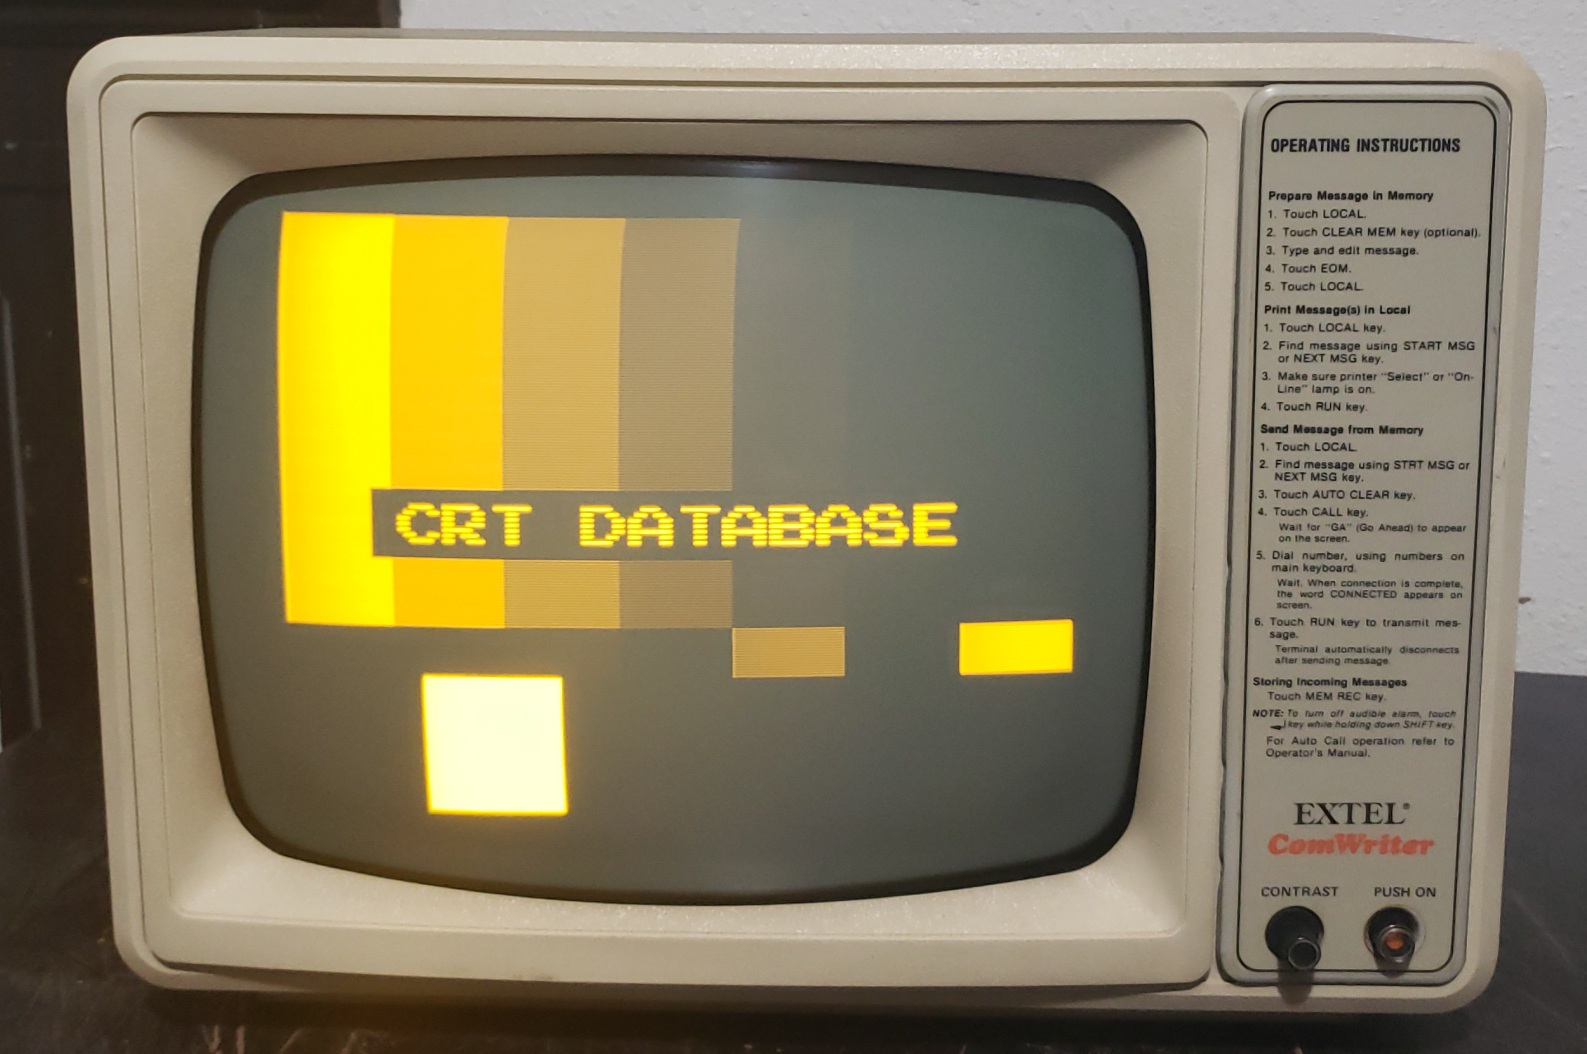 CRT DATABASE
OPERATING INSTRUCTIONS
Prepare Message in Memory
1. Touch LOCAL.
2. Touch CLEAR MEM key (optional).
3. Type and edit message.
4. Touch EOM.
5. Touch LOCAL.
Print Message(s) in Local
1. Touch LOCAL key.
2. Find message using START MSG
or NEXT MSG key.
3. Make sure printer "Select" or "On-
Line" lamp is on.
4. Touch RUN key.
Send Message from Memory
1. Touch LOCAL
2. Find message using STRT MSG or
NEXT MSG key.
3. Touch AUTO CLEAR key.
4. Touch CALL key.
Wait for "GA" (Go Ahead) to appear
on the screen.
5. Dial number, using numbers on
main keyboard.
Wait. When connection is complete,
the word CONNECTED appears on
screen.
6. Touch RUN key to transmit mes-
sage.
Terminal automatically disconnects
after sending message.
Storing Incoming Messages
Touch MEM REC key.
NOTE: To turn off audible alarm, touch
key while holding down SHIFT key.
For Auto Call operation refer to
Operator's Manual.
EXTEL®
ComWriter
CONTRAST PUSH ON